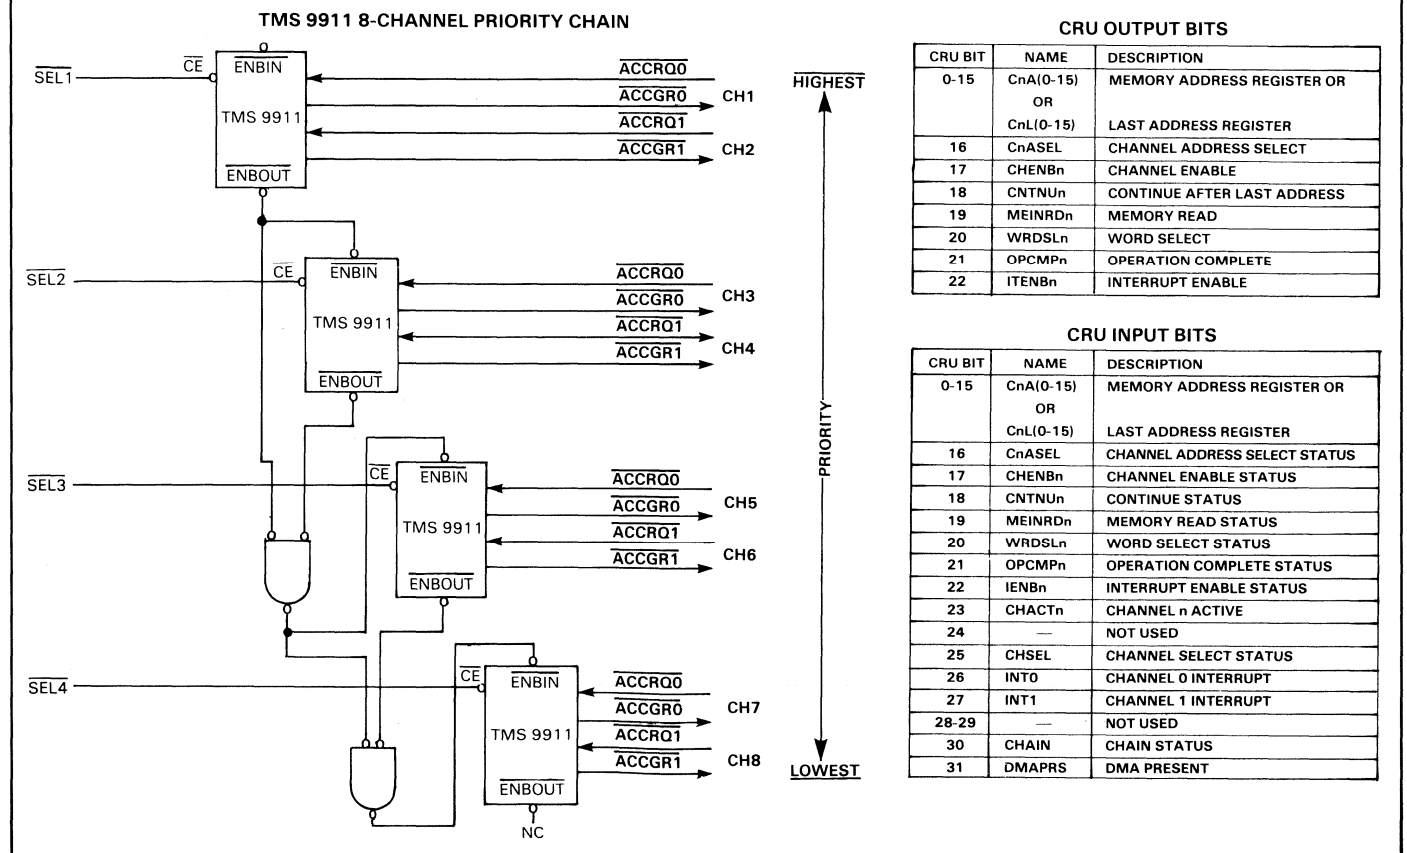 TMS 9911 8-CHANNEL PRIORITY CHAIN
SEL1
CE
ENBIN
TMS 9911
ENBOUT
ACCRQ0
ACCGR0
CH1
ACCRQ1
ACCGR1
CH2
SEL2
CE
ENBIN
TMS 9911
ENBOUT
ACCRQ0
ACCGR0
CH3
ACCRQ1
ACCGR1
CH4
SEL3
CE
ENBIN
TMS 9911
ENBOUT
ACCRQ0
ACCGR0
CH5
ACCRQ1
ACCGR1
CH6
SEL4
CE
ENBIN
TMS 9911
ENBOUT
NC
ACCRQ0
ACCGR0
CH7
ACCRQ1
ACCGR1
CH8
HIGHEST
PRIORITY
LOWEST
CRU OUTPUT BITS
CRU BIT NAME DESCRIPTION
0-15 CnA(0-15) MEMORY ADDRESS REGISTER OR
OR
CnL(0-15) LAST ADDRESS REGISTER
16 CnASEL CHANNEL ADDRESS SELECT
17 CHENBn CHANNEL ENABLE
18 CNTNUn CONTINUE AFTER LAST ADDRESS
19 MEINRDn MEMORY READ
20 WRDSLn WORD SELECT
21 OPCMPn OPERATION COMPLETE
22 ITENBn INTERRUPT ENABLE
CRU INPUT BITS
CRU BIT NAME DESCRIPTION
0-15 CnA(0-15) MEMORY ADDRESS REGISTER OR
OR
CnL(0-15) LAST ADDRESS REGISTER
16 CnASEL CHANNEL ADDRESS SELECT STATUS
17 CHENBn CHANNEL ENABLE STATUS
18 CNTNUn CONTINUE STATUS
19 MEINRDn MEMORY READ STATUS
20 WRDSLn WORD SELECT STATUS
21 OPCMPn OPERATION COMPLETE STATUS
22 IENBn INTERRUPT ENABLE STATUS
23 CHACTn CHANNEL n ACTIVE
24 — NOT USED
25 CHSEL CHANNEL SELECT STATUS
26 INT0 CHANNEL 0 INTERRUPT
27 INT1 CHANNEL 1 INTERRUPT
28-29 — NOT USED
30 CHAIN CHAIN STATUS
31 DMAPRS DMA PRESENT